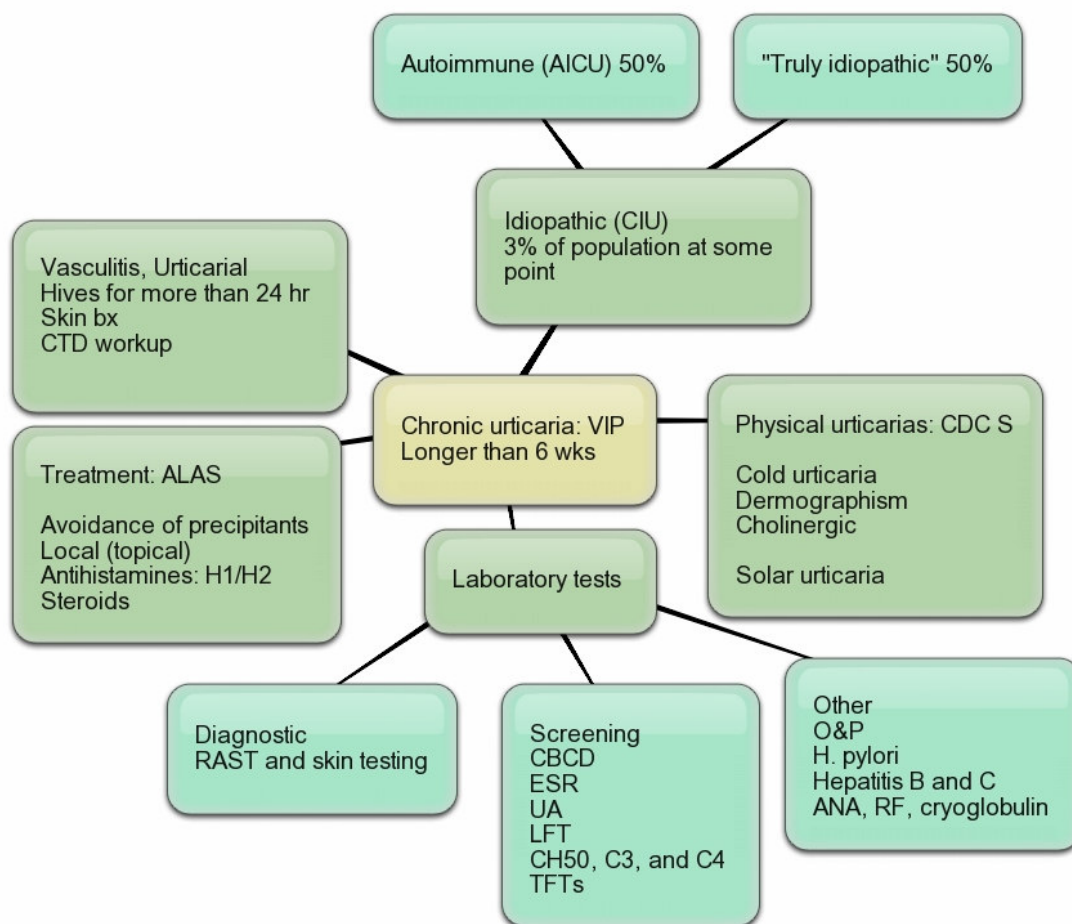 Autoimmune (AICU) 50%
"Truly idiopathic" 50%
Idiopathic (CIU)
3% of population at some
point
Vasculitis, Urticarial
Hives for more than 24 hr
Skin bx
CTD workup
Chronic urticaria: VIP
Longer than 6 wks
Physical urticarias: CDC S
Cold urticaria
Dermographism
Cholinergic
Solar urticaria
Treatment: ALAS
Avoidance of precipitants
Local (topical)
Antihistamines: H1/H2
Steroids
Laboratory tests
Diagnostic
RAST and skin testing
Screening
CBCD
ESR
UA
LFT
CH50, C3, and C4
TFTs
Other
O&P
H. pylori
Hepatitis B and C
ANA, RF, cryoglobulin